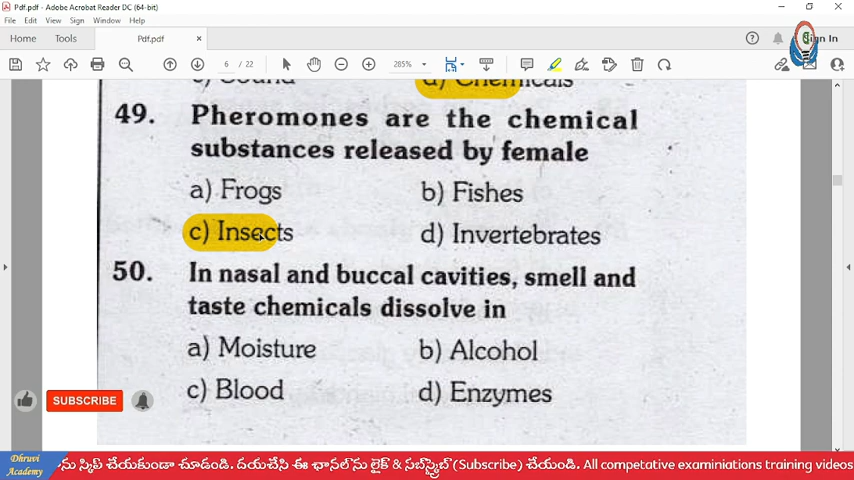 Pdf.pdf - Adobe Acrobat Reader DC (64-bit)
File Edit View Sign Window Help
Home Tools Pdf.pdf × Sign In
6 / 22 285%
d) Chemicals
49. Pheromones are the chemical
substances released by female
a) Frogs b) Fishes
c) Insects d) Invertebrates
50. In nasal and buccal cavities, smell and
taste chemicals dissolve in
a) Moisture b) Alcohol
c) Blood d) Enzymes
SUBSCRIBE
Dhruvi
Academy
ను స్కిప్ చేయకుండా చూడండి. దయచేసి ఈ ఛానల్‌ను లైక్ & సబ్‌స్క్రైబ్ (Subscribe) చేయండి. All competative examiniations training videos